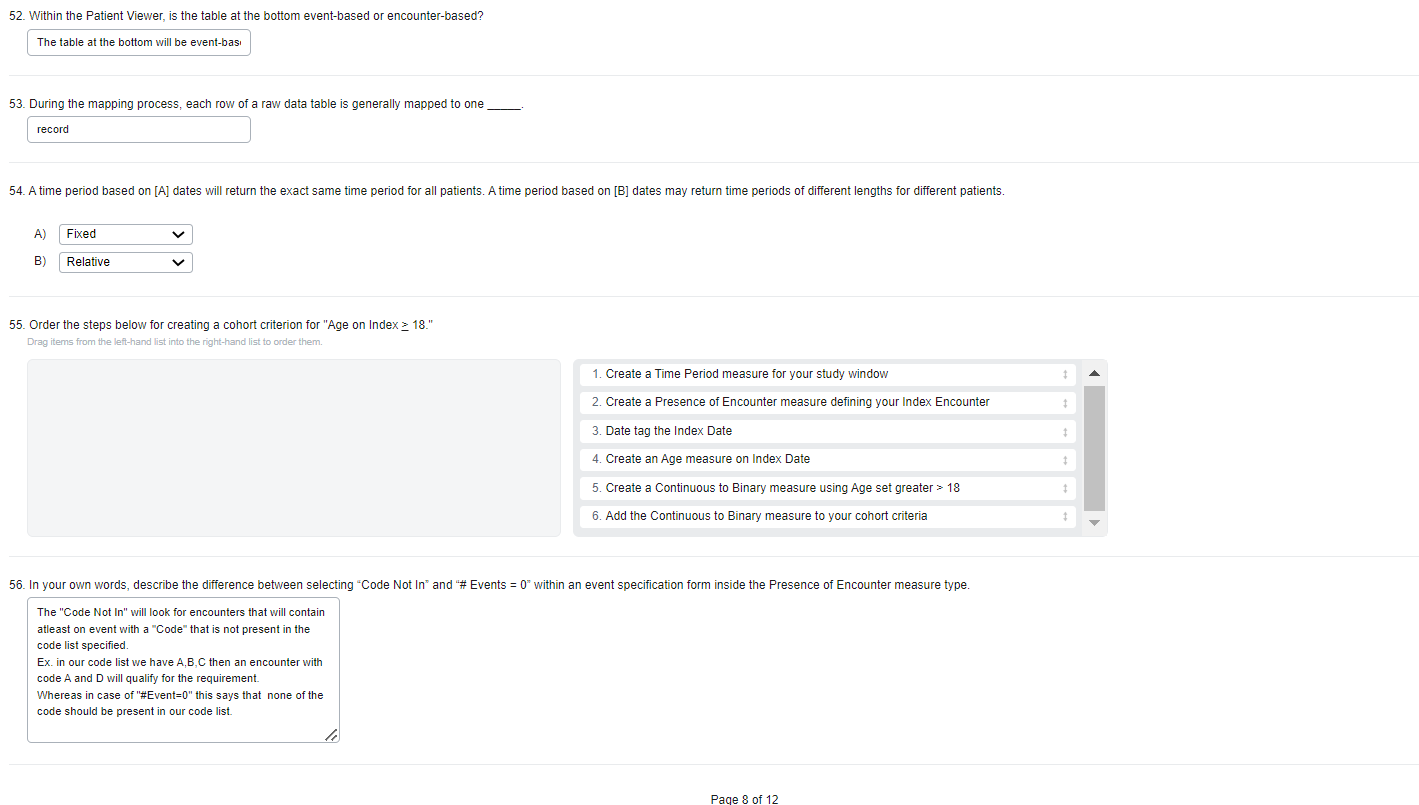 52. Within the Patient Viewer, is the table at the bottom event-based or encounter-based?
The table at the bottom will be event-bas
53. During the mapping process, each row of a raw data table is generally mapped to one _____.
record
54. A time period based on [A] dates will return the exact same time period for all patients. A time period based on [B] dates may return time periods of different lengths for different patients.
A) Fixed
B) Relative
55. Order the steps below for creating a cohort criterion for "Age on Index ≥ 18."
Drag items from the left-hand list into the right-hand list to order them.
1. Create a Time Period measure for your study window
2. Create a Presence of Encounter measure defining your Index Encounter
3. Date tag the Index Date
4. Create an Age measure on Index Date
5. Create a Continuous to Binary measure using Age set greater > 18
6. Add the Continuous to Binary measure to your cohort criteria
56. In your own words, describe the difference between selecting “Code Not In” and “# Events = 0” within an event specification form inside the Presence of Encounter measure type.
The "Code Not In" will look for encounters that will contain
atleast on event with a "Code" that is not present in the
code list specified.
Ex. in our code list we have A,B,C then an encounter with
code A and D will qualify for the requirement.
Whereas in case of "#Event=0" this says that none of the
code should be present in our code list.
Page 8 of 12